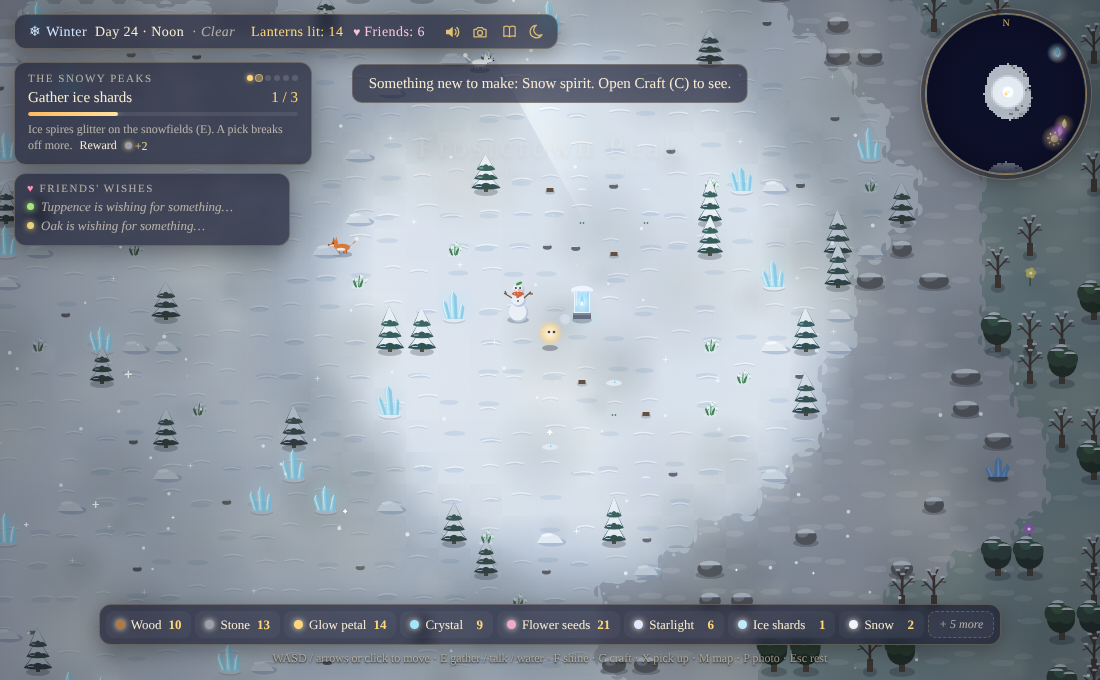 Winter Day 24 · Noon · Clear Lanterns lit: 14 ♥ Friends: 6
N
THE SNOWY PEAKS
Gather ice shards 1 / 3
Ice spires glitter on the snowfields (E). A pick breaks
off more. Reward +2
Something new to make: Snow spirit. Open Craft (C) to see.
♥ FRIENDS' WISHES
Tuppence is wishing for something…
Oak is wishing for something…
Wood 10 Stone 13 Glow petal 14 Crystal 9 Flower seeds 21 Starlight 6 Ice shards 1 Snow 2 + 5 more
WASD / arrows or click to move · E gather / talk / water · F shine · C craft · X pick up · M map · P photo · Esc rest